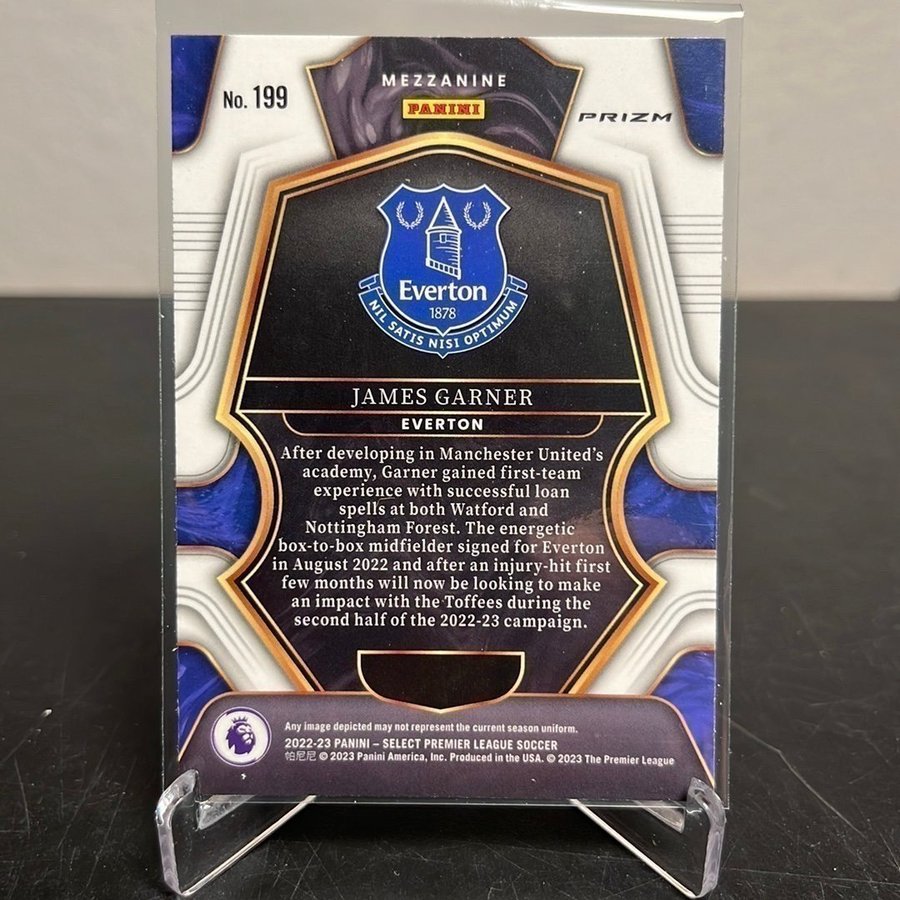 MEZZANINE
PANINI
No. 199
PRIZM
Everton
1878
NIL SATIS NISI OPTIMUM
JAMES GARNER
EVERTON
After developing in Manchester United's
academy, Garner gained first-team
experience with successful loan
spells at both Watford and
Nottingham Forest. The energetic
box-to-box midfielder signed for Everton
in August 2022 and after an injury-hit first
few months will now be looking to make
an impact with the Toffees during the
second half of the 2022-23 campaign.
Any image depicted may not represent the current season uniform.
2022-23 PANINI – SELECT PREMIER LEAGUE SOCCER
帕尼尼 © 2023 Panini America, Inc. Produced in the USA. © 2023 The Premier League